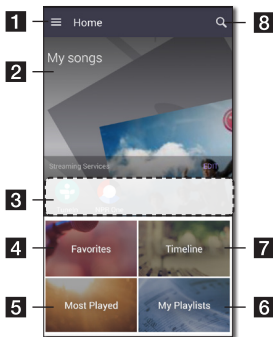 1
Home
8
2
My songs
Streaming Services
EDIT
3
4
Favorites
Timeline
7
5
Most Played
My Playlists
6